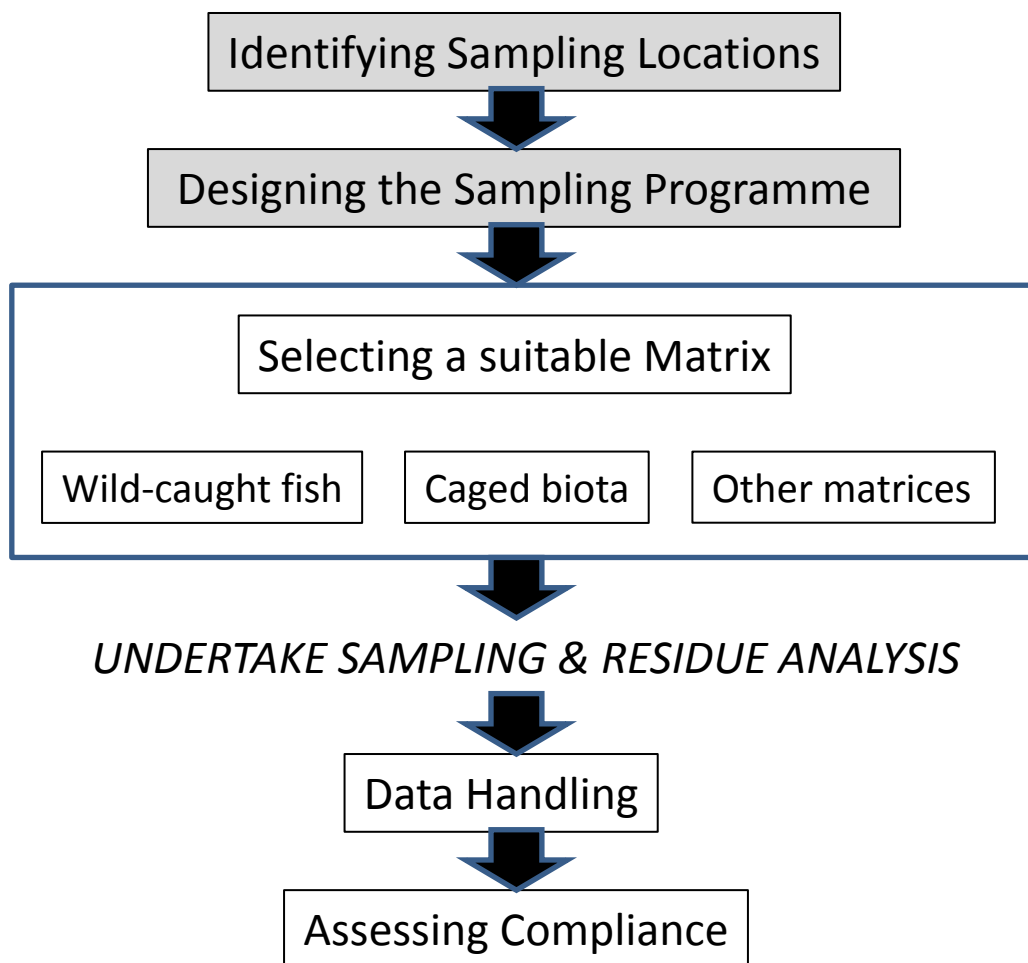 Identifying Sampling Locations
Designing the Sampling Programme
Selecting a suitable Matrix
Wild-caught fish
Caged biota
Other matrices
UNDERTAKE SAMPLING & RESIDUE ANALYSIS
Data Handling
Assessing Compliance